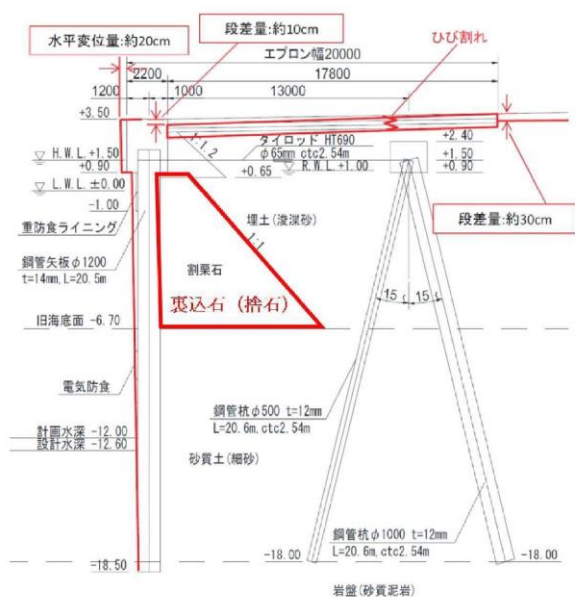 水平変位量:約20cm
段差量:約10cm
ひび割れ
エプロン幅20000
2200
17800
1200
1000
13000
+3.50
1:1.2
タイロッド HT690
φ65mm ctc2.54m
+2.40
H.W.L.+1.50
+0.90
+0.65
R.W.L.+1.00
+1.50
+0.90
L.W.L.±0.00
-1.00
段差量:約30cm
重防食ライニング
埋土(浚渫砂)
1:1
鋼管矢板φ1200
t=14mm,L=20.5m
割栗石
裏込石(捨石)
15
15
旧海底面 -6.70
電気防食
鋼管杭φ500 t=12mm
L=20.6m,ctc2.54m
計画水深 -12.00
設計水深 -12.60
砂質土(細砂)
鋼管杭φ1000 t=12mm
L=20.6m,ctc2.54m
-18.00
-18.00
-18.50
岩盤(砂質泥岩)